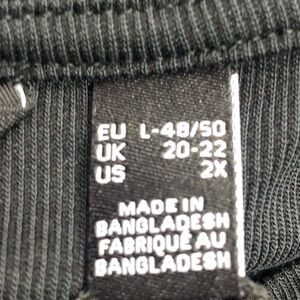 EU L-48/50
UK 20-22
US 2X
MADE IN
BANGLADESH
FABRIQUÉ AU
BANGLADESH